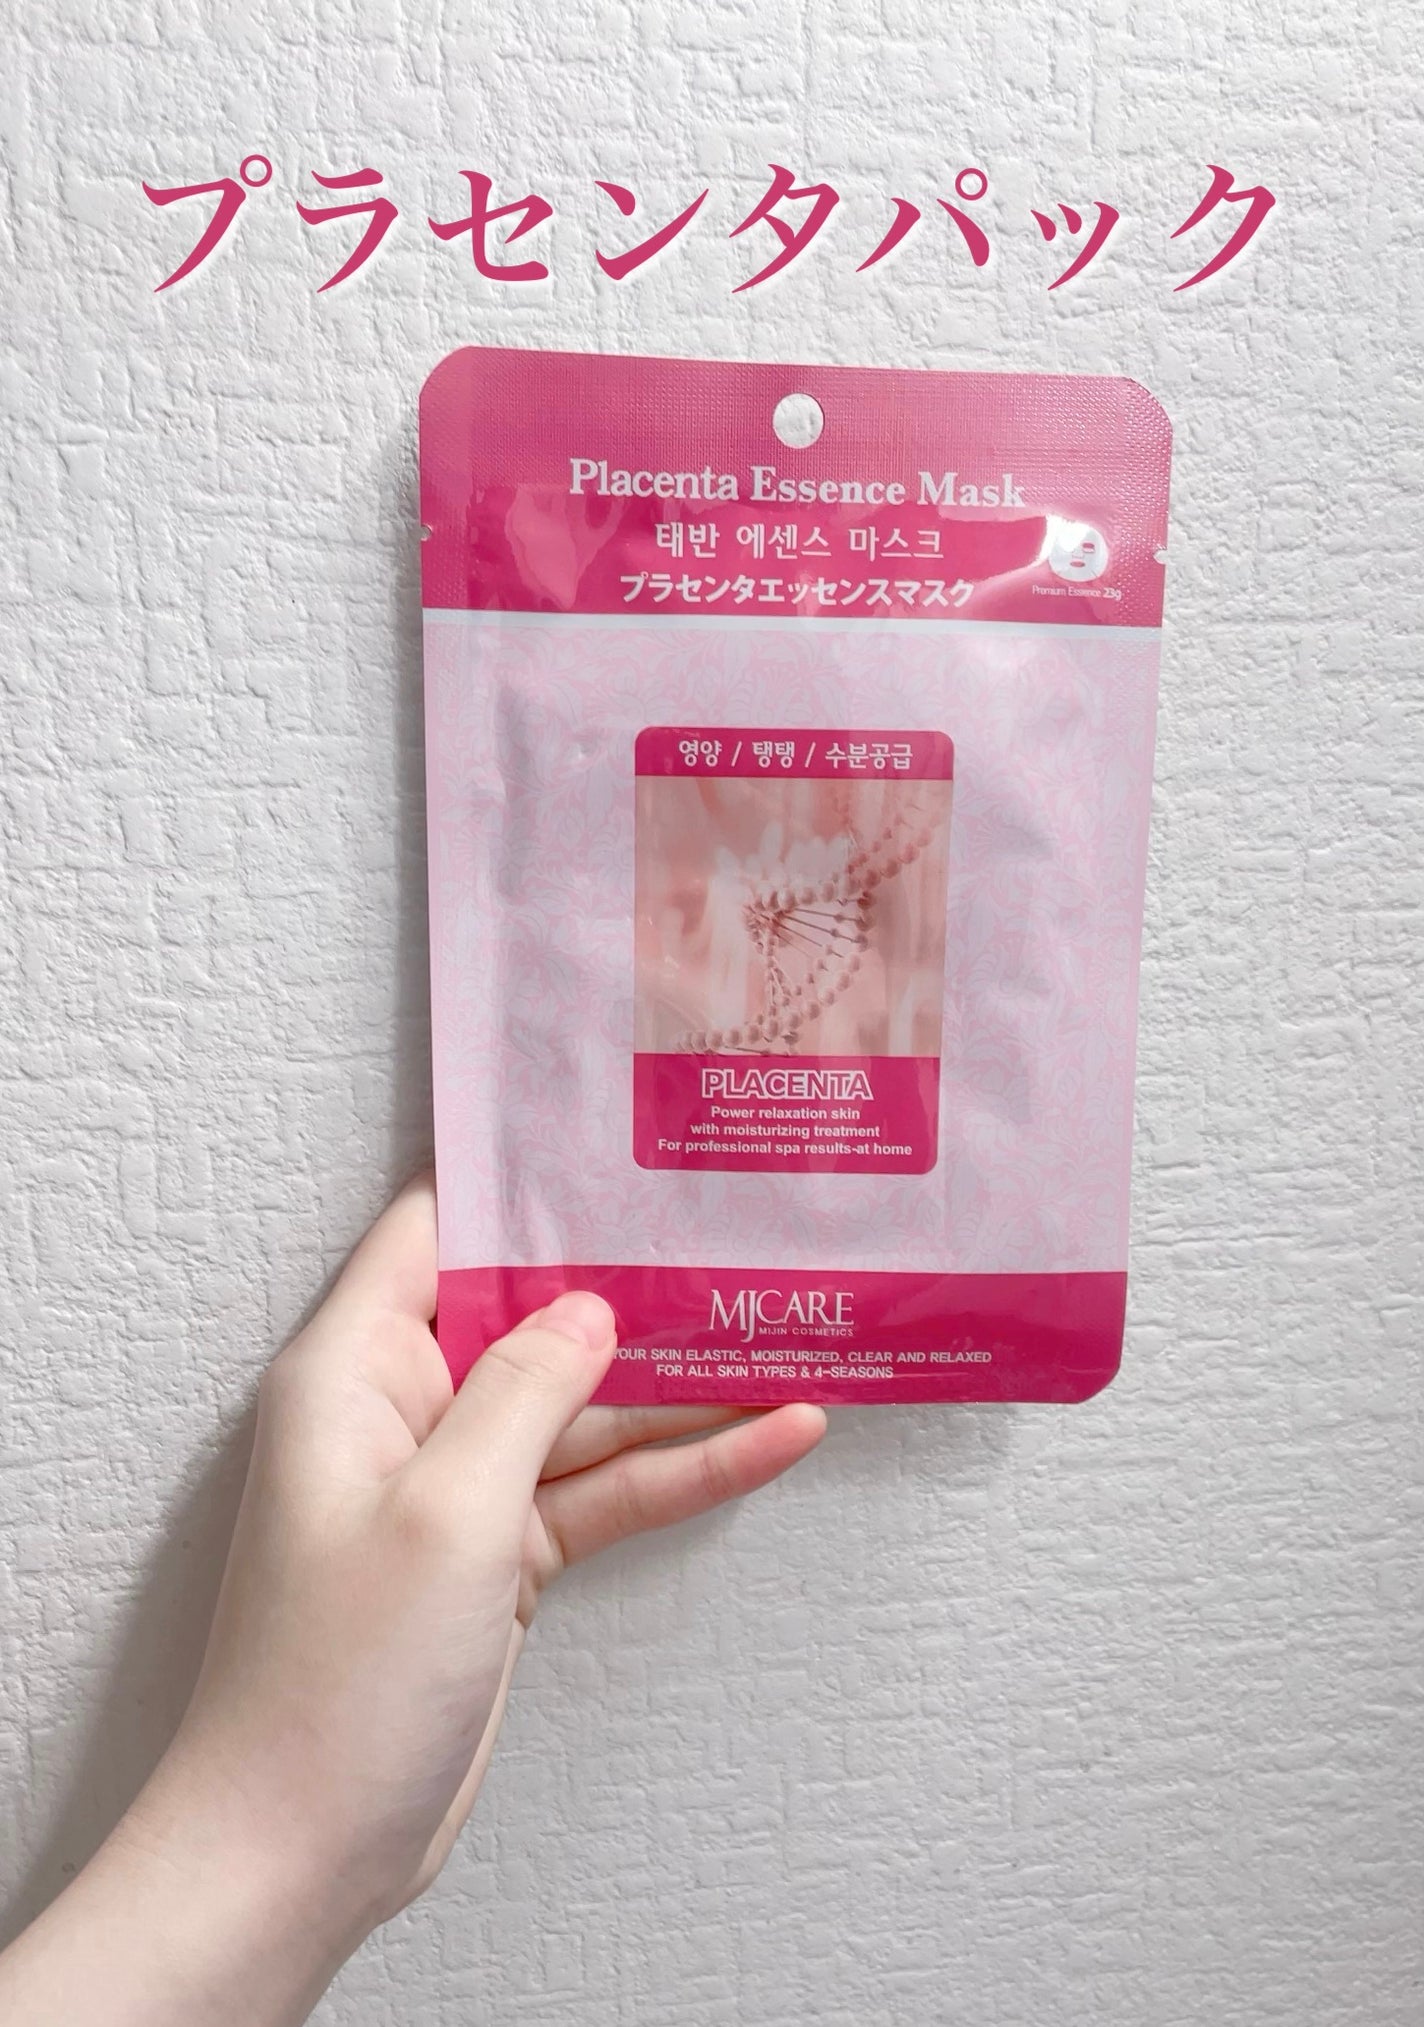 プラセンタパック
Placenta Essence Mask
태반 에센스 마스크
プラセンタエッセンスマスク
Premium Essence 23g
영양 / 탱탱 / 수분공급
PLACENTA
Power relaxation skin
with moisturizing treatment
For professional spa results-at home
MJCARE
MIJIN COSMETICS
YOUR SKIN ELASTIC, MOISTURIZED, CLEAR AND RELAXED
FOR ALL SKIN TYPES & 4-SEASONS